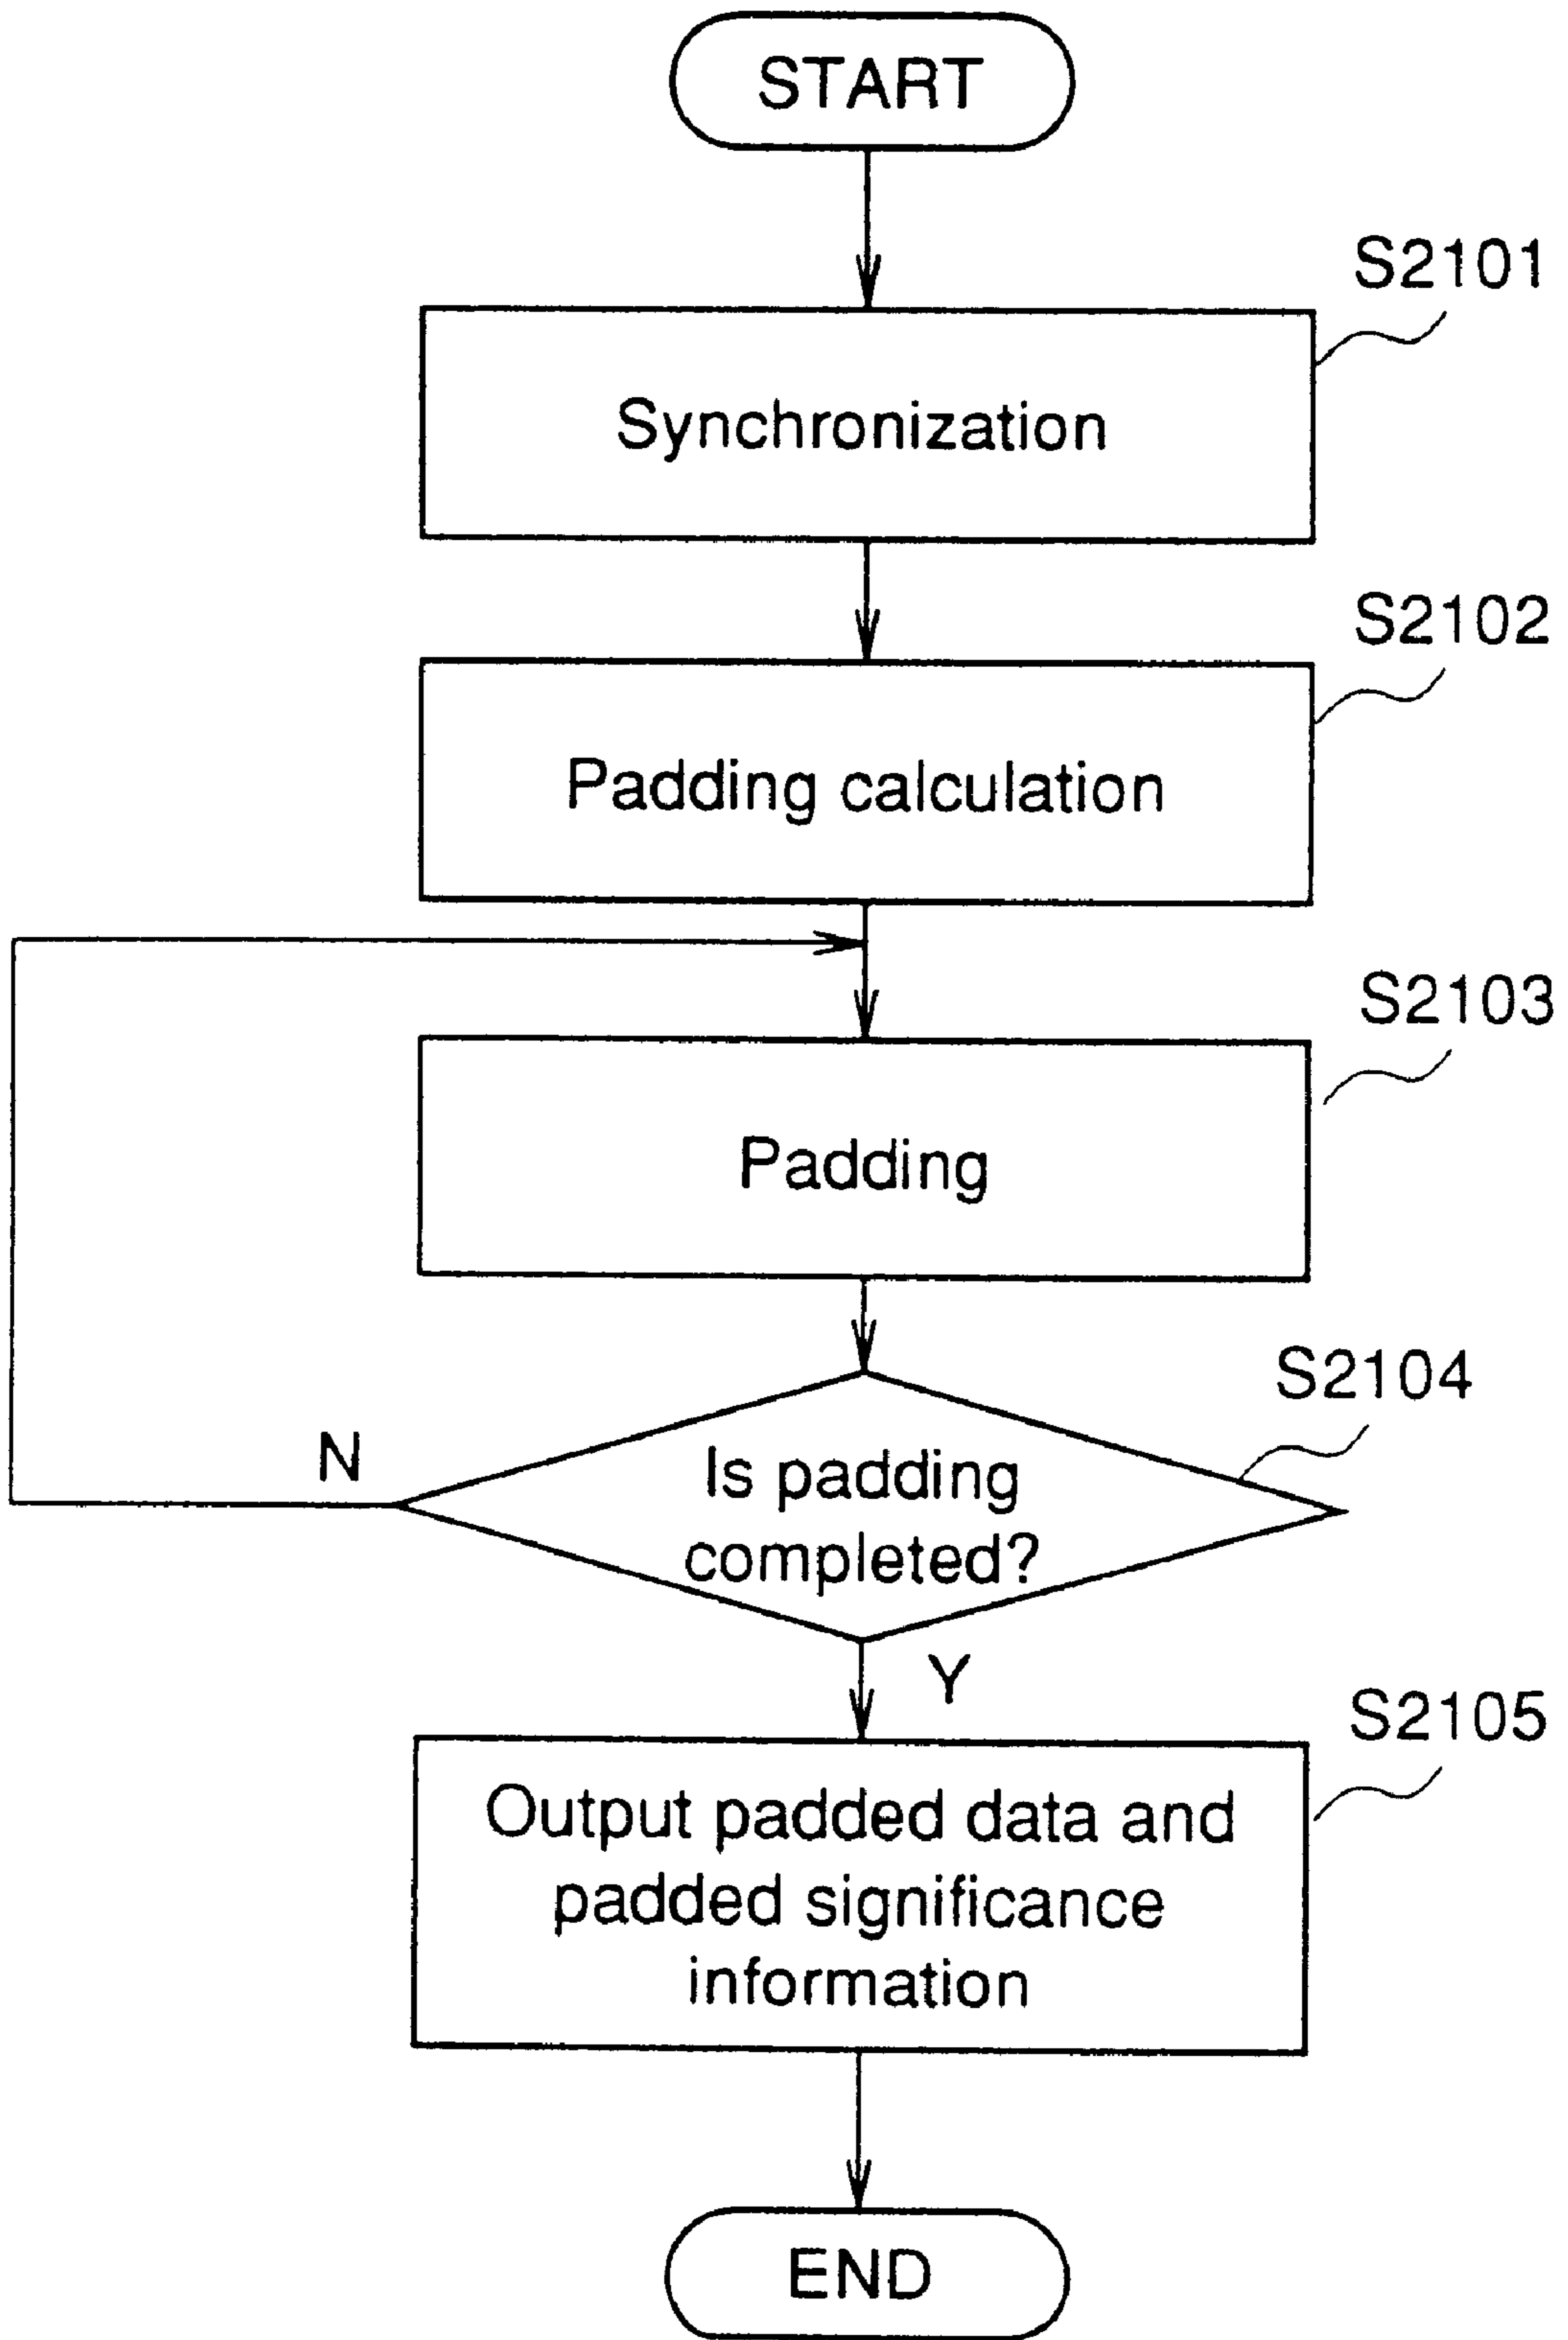 START
S2101
Synchronization
S2102
Padding calculation
S2103
Padding
S2104
N
Is padding
completed?
Y
S2105
Output padded data and
padded significance
information
END